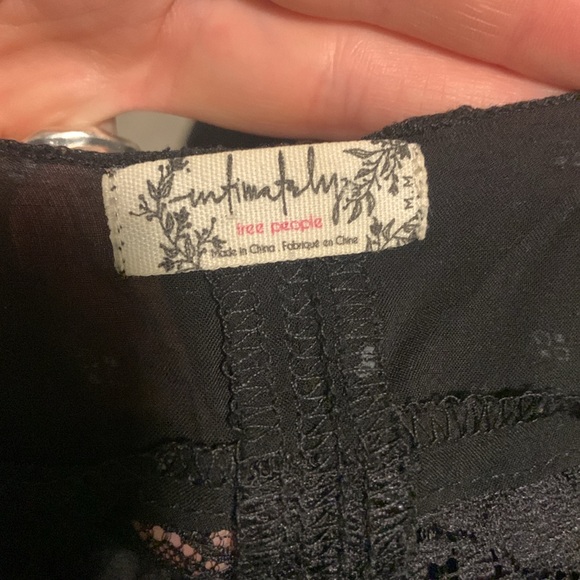 intimately
free people
Made in China . Fabriqué en Chine
M/M